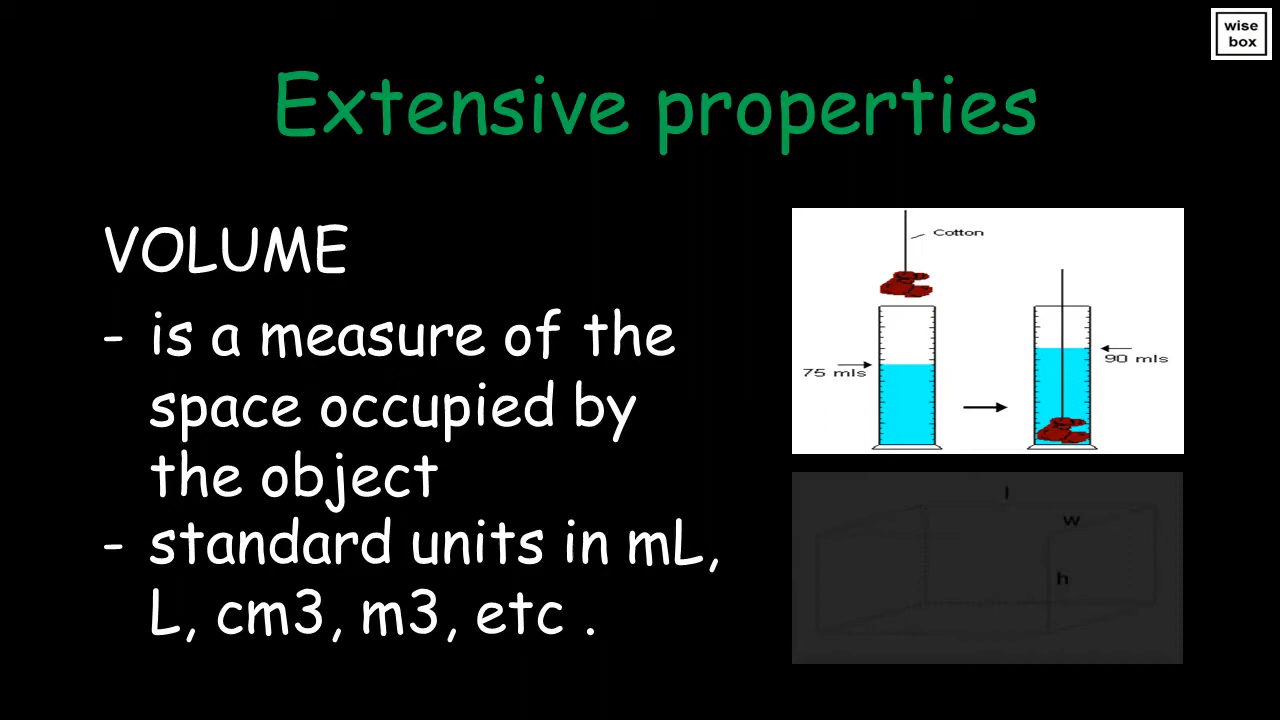 wise
box
Extensive properties
VOLUME
- is a measure of the
space occupied by
the object
- standard units in mL,
L, cm3, m3, etc .
Cotton
75 mls
90 mls
l
w
h